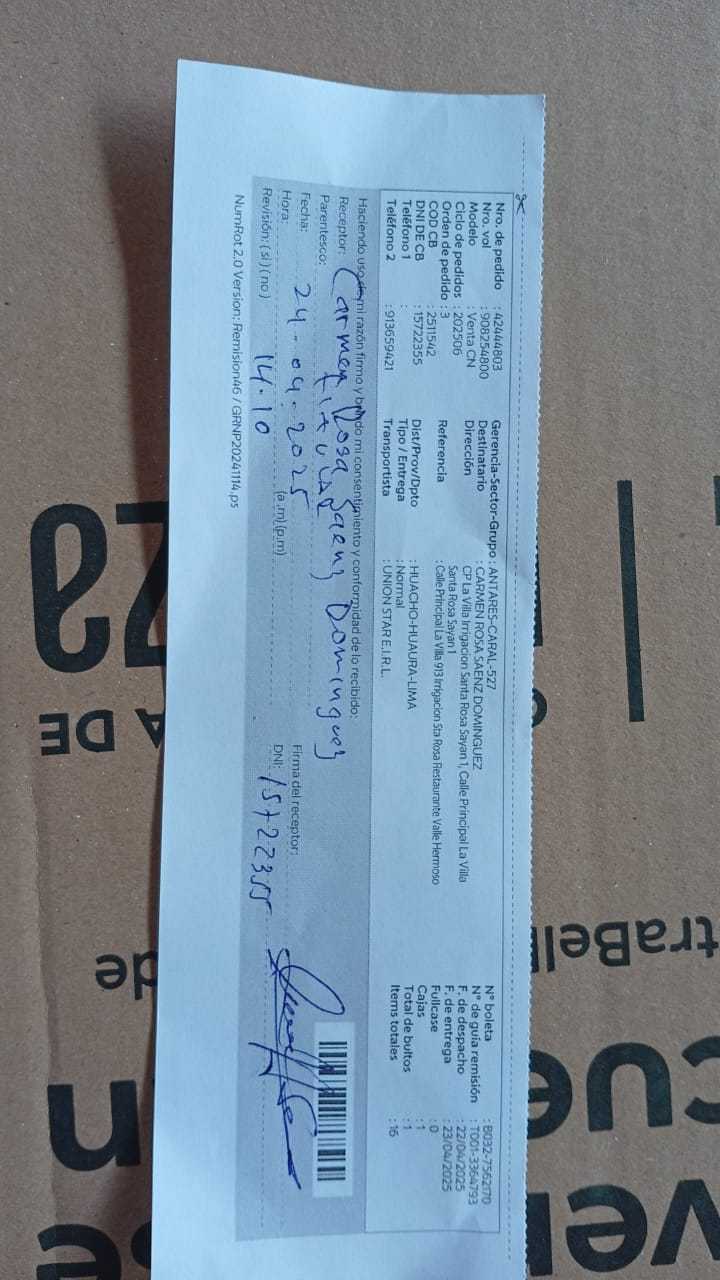 Nro. de pedido : 42444803
Nro. vol : 908254800
Modelo : Venta CN
Ciclo de pedidos : 202506
Orden de pedido : 3
COD CB : 2511542
DNI DE CB : 15722355
Teléfono 1 :
Teléfono 2 : 913659421
Gerencia-Sector-Grupo : ANTARES-CARAL-527
Destinatario : CARMEN ROSA SAENZ DOMINGUEZ
Dirección : CP La Villa Irrigacion Santa Rosa Sayan 1, Calle Principal La Villa
Santa Rosa Sayan 1
Referencia : Calle Principal La Villa 913 Irrigacion Sta Rosa Restaurante Valle Hermoso
Dist/Prov/Dpto : HUACHO-HUAURA-LIMA
Tipo / Entrega : Normal
Transportista : UNION STAR E.I.R.L.
N° boleta : B032-7562170
N° de guía remisión : T001-3364793
F. de despacho : 22/04/2025
F. de entrega : 23/04/2025
Fullcase : 0
Cajas : 1
Total de bultos : 1
Items totales : 16
Haciendo uso de mi razón firmo y brindo mi consentimiento y conformidad de lo recibido:
Receptor: Carmen Rosa Saenz Dominguez
Parentesco: titular
Fecha: 24-04-2025
Hora: 14.10 (a.m) (p.m)
Revisión: (si) (no)
Firma del receptor:
DNI: 15722355
NumRot 2.0 Version: Remision46 / GRNP20241114.ps
A DE
de
traBel